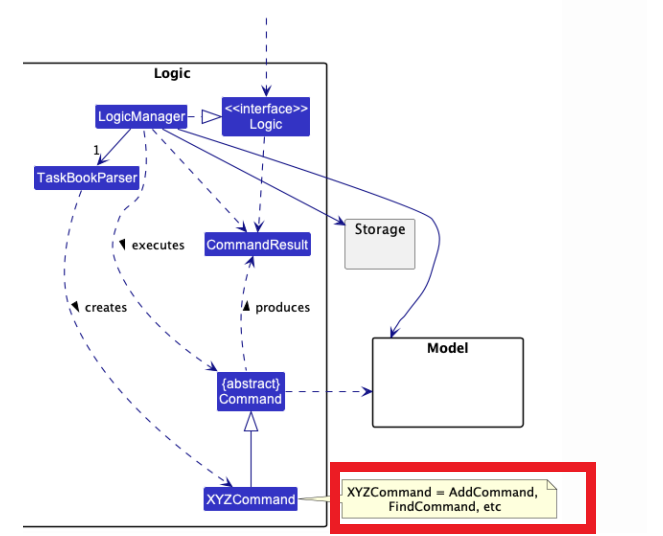 Logic
LogicManager
<<interface>>
Logic
1
TaskBookParser
Storage
executes
CommandResult
creates
produces
Model
{abstract}
Command
XYZCommand
XYZCommand = AddCommand,
FindCommand, etc